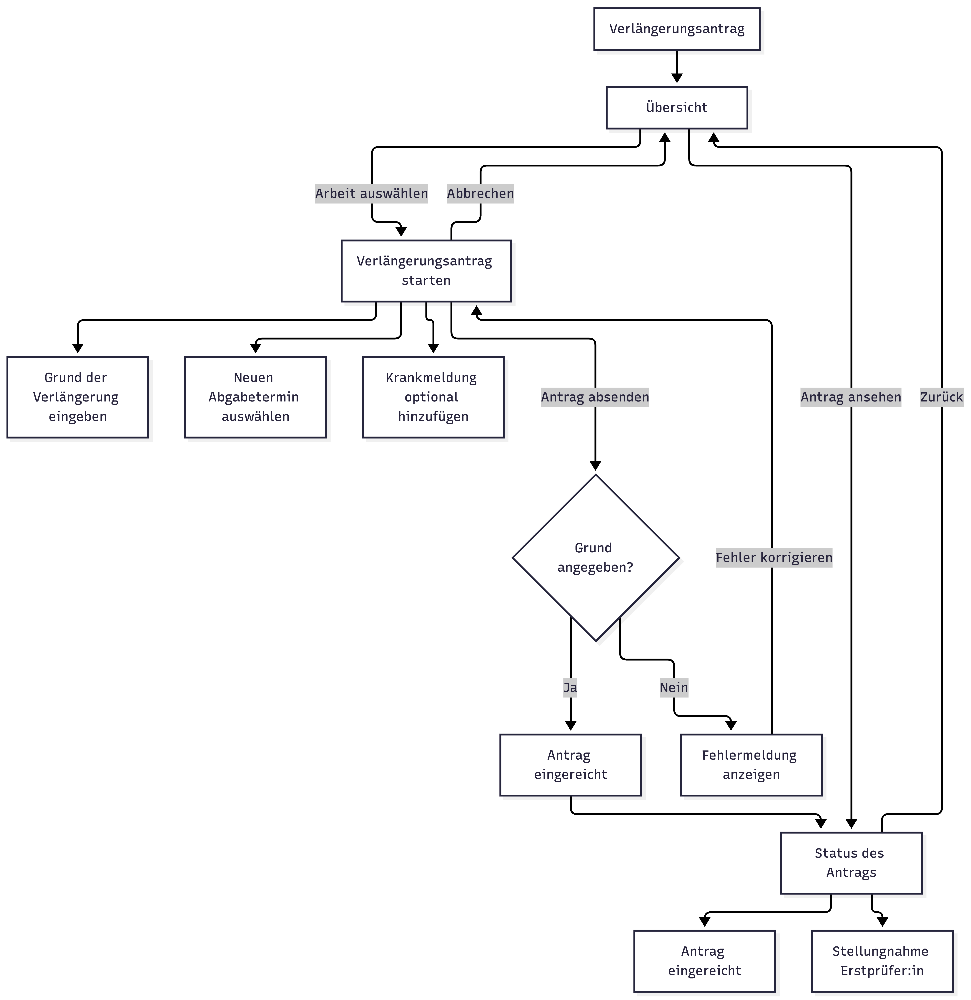 Verlängerungsantrag
Übersicht
Arbeit auswählen
Abbrechen
Verlängerungsantrag
starten
Grund der
Verlängerung
eingeben
Neuen
Abgabetermin
auswählen
Krankmeldung
optional
hinzufügen
Antrag absenden
Antrag ansehen
Zurück
Grund
angegeben?
Fehler korrigieren
Ja
Nein
Antrag
eingereicht
Fehlermeldung
anzeigen
Status des
Antrags
Antrag
eingereicht
Stellungnahme
Erstprüfer:in